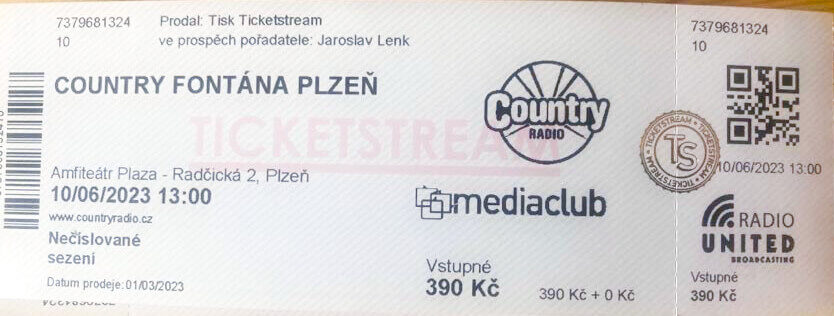 7379681324
10
Prodal: Tisk Ticketstream
ve prospěch pořadatele: Jaroslav Lenk
COUNTRY FONTÁNA PLZEŇ
Country
RADIO
TICKETSTREAM
Amfiteátr Plaza - Radčická 2, Plzeň
10/06/2023 13:00
www.countryradio.cz
mediaclub
Nečíslované
sezení
Vstupné
390 Kč
390 Kč + 0 Kč
Datum prodeje: 01/03/2023
7379681324
10
TICKETSTREAM
TS
TICKETSTREAM
10/06/2023 13:00
RADIO
UNITED
BROADCASTING
Vstupné
390 Kč